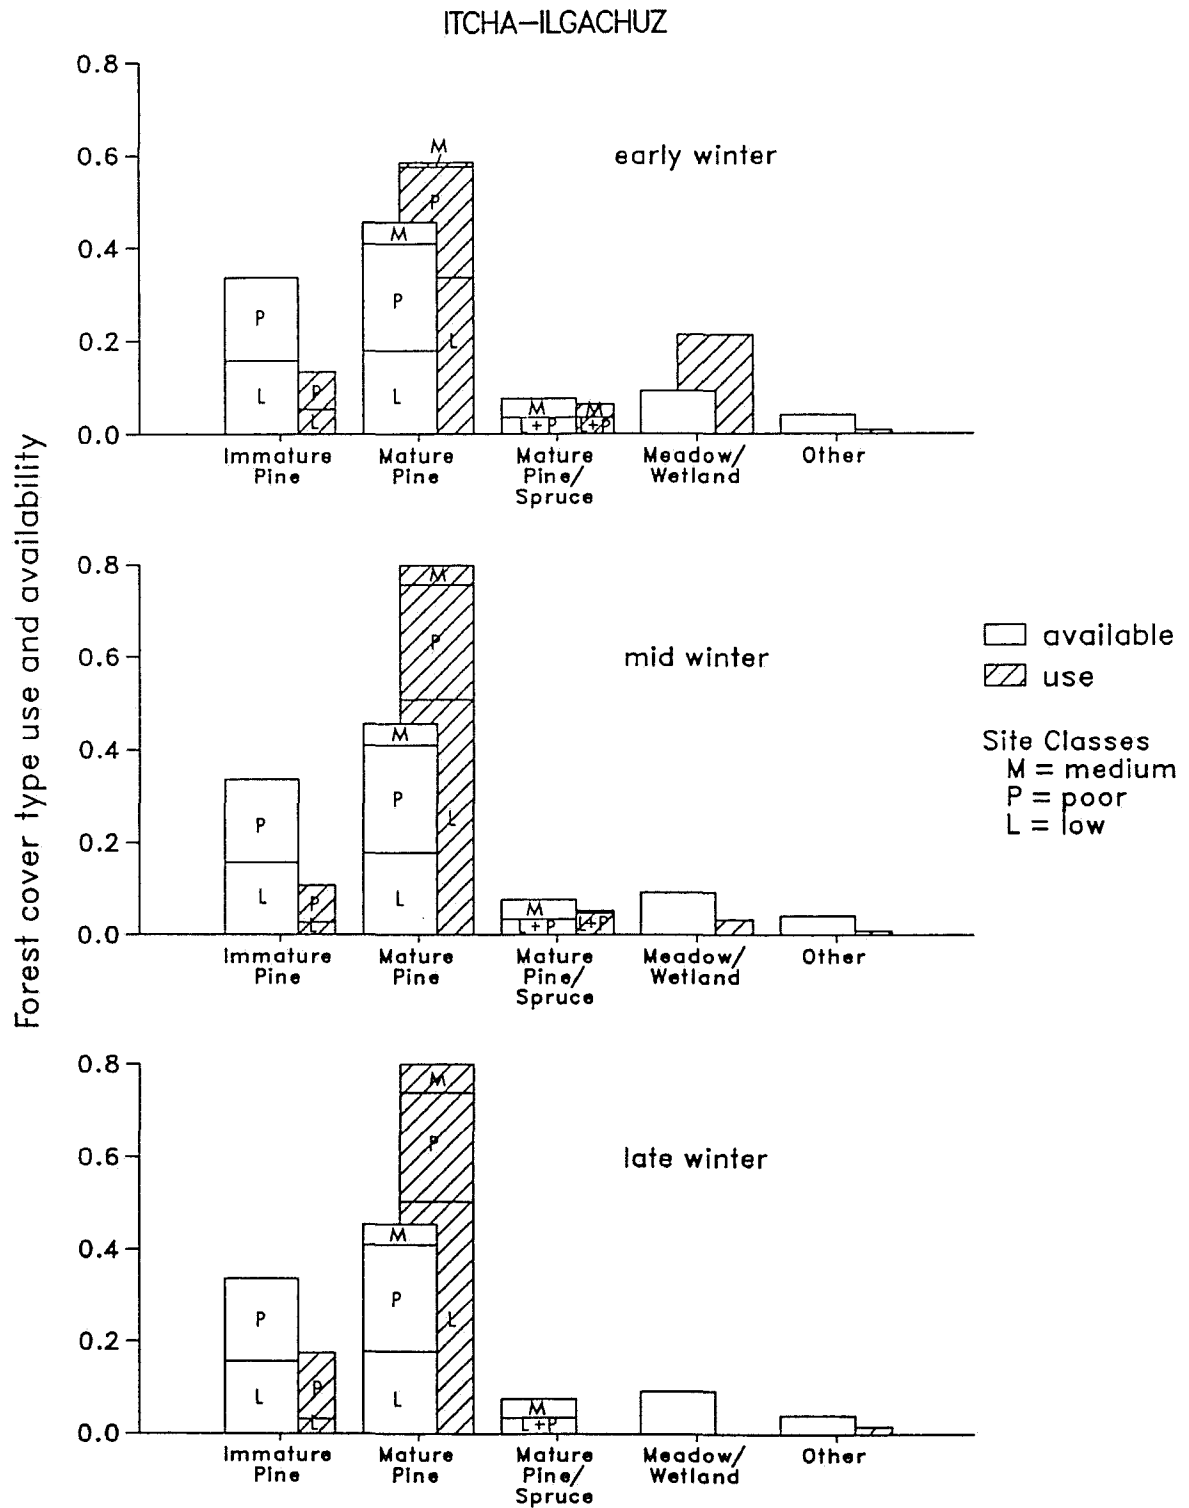 ITCHA-ILGACHUZ
Forest cover type use and availability
0.8
0.6
0.4
0.2
0.0
early winter
M
P
M
P
P
L
L
L
P
L
M
M
L+P
L+P
Immature
Pine
Mature
Pine
Mature
Pine/
Spruce
Meadow/
Wetland
Other
0.8
0.6
0.4
0.2
0.0
mid winter
M
P
M
P
P
L
L
L
P
L
M
L+P
L+P
Immature
Pine
Mature
Pine
Mature
Pine/
Spruce
Meadow/
Wetland
Other
available
use
Site Classes
M = medium
P = poor
L = low
0.8
0.6
0.4
0.2
0.0
late winter
M
P
M
P
P
L
L
L
P
L
M
L+P
Immature
Pine
Mature
Pine
Mature
Pine/
Spruce
Meadow/
Wetland
Other